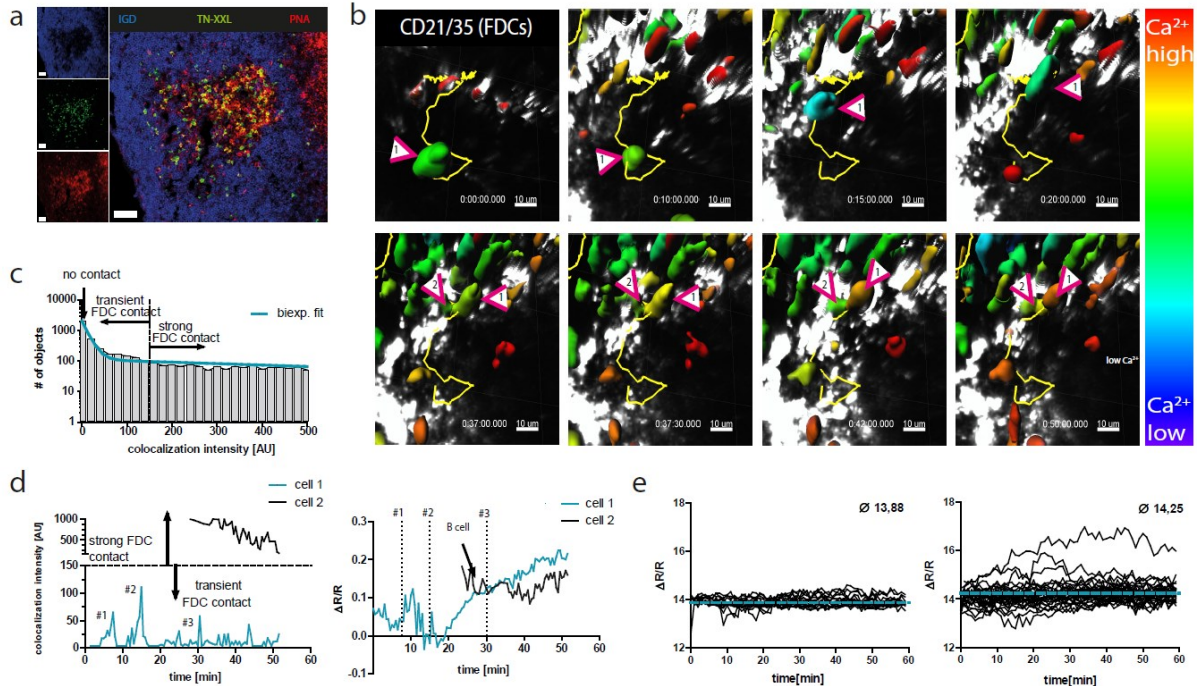 a
IGD TN-XXL PNA
b
CD21/35 (FDCs)
1
0:00:00.000 10 um
1
0:10:00.000 10 um
1
0:15:00.000 10 um
1
0:20:00.000 10 um
2 1
0:37:00.000 10 um
2 1
0:37:30.000 10 um
2 1
0:42:00.000 10 um
2 1
low Ca²⁺
0:50:00.000 10 um
Ca²⁺
high
Ca²⁺
low
c
no contact
transient
FDC contact
strong
FDC contact
biexp. fit
# of objects
10000
1000
100
10
1
0 100 200 300 400 500
colocalization intensity [AU]
d
cell 1
cell 2
colocalization intensity [AU]
1000
500
150
100
50
25
0
strong FDC
contact
transient
FDC contact
#1
#2
#3
0 10 20 30 40 50 60
time [min]
cell 1
cell 2
#1 #2 #3
B cell
ΔR/R
0.3
0.2
0.1
0.0
-0.1
10 20 30 40 50 60
time [min]
e
Ø 13,88
ΔR/R
18
16
14
12
0 10 20 30 40 50 60
time[min]
Ø 14,25
ΔR/R
18
16
14
12
0 10 20 30 40 50 60
time[min]